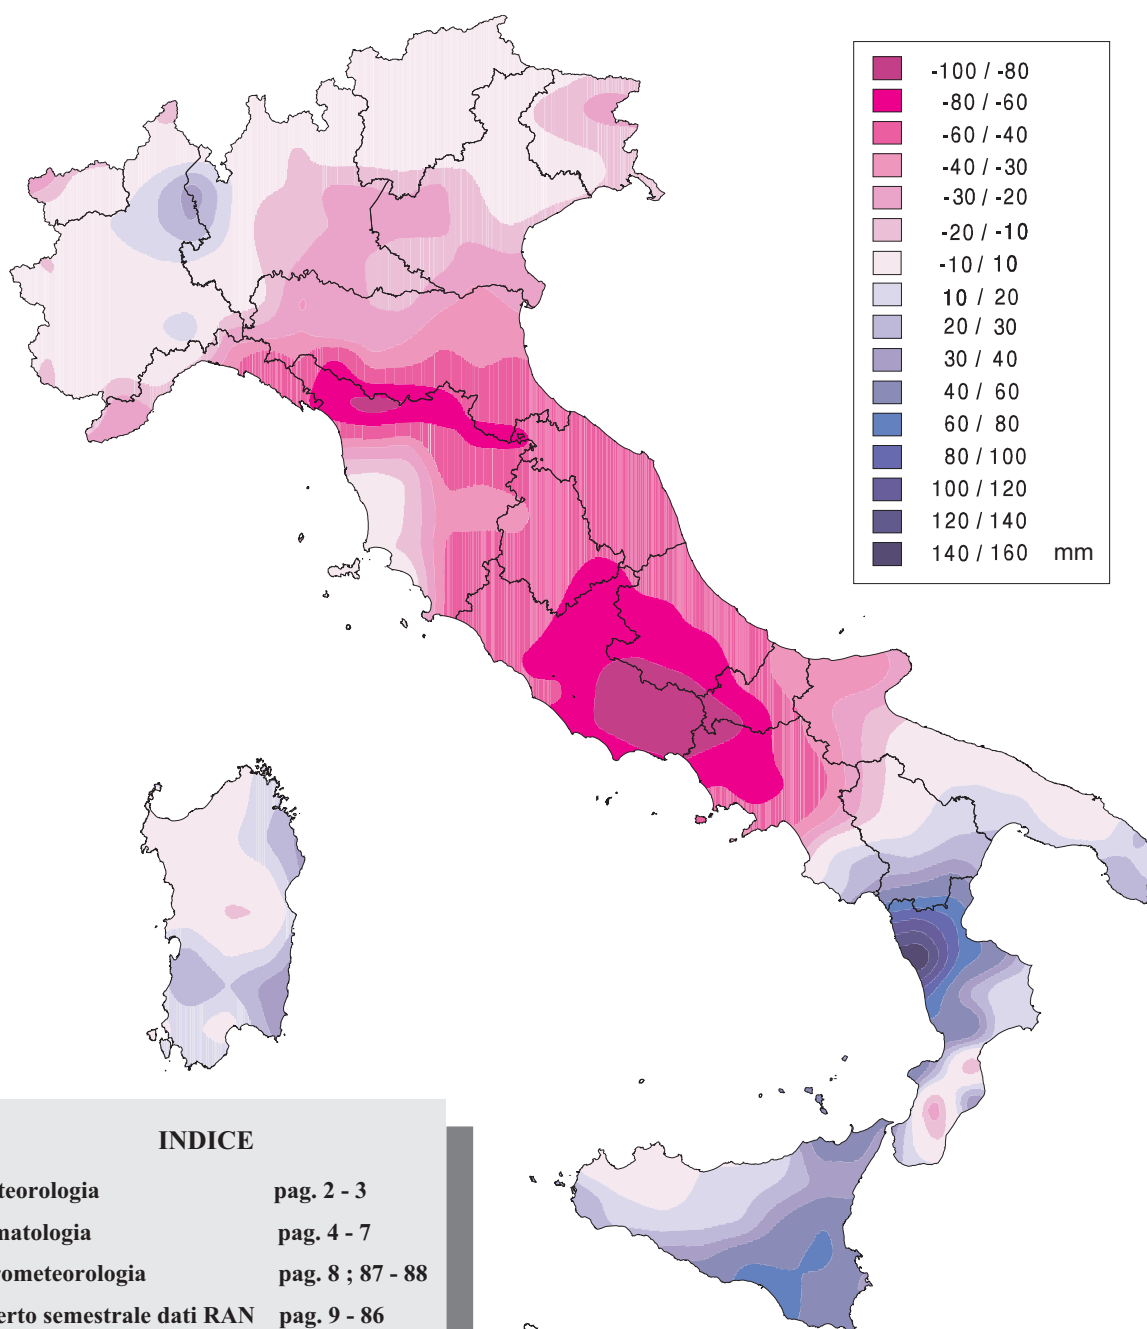 -100 / -80
-80 / -60
-60 / -40
-40 / -30
-30 / -20
-20 / -10
-10 / 10
10 / 20
20 / 30
30 / 40
40 / 60
60 / 80
80 / 100
100 / 120
120 / 140
140 / 160 mm
INDICE
teorologia pag. 2 - 3
matologia pag. 4 - 7
rometeorologia pag. 8 ; 87 - 88
erto semestrale dati RAN pag. 9 - 86